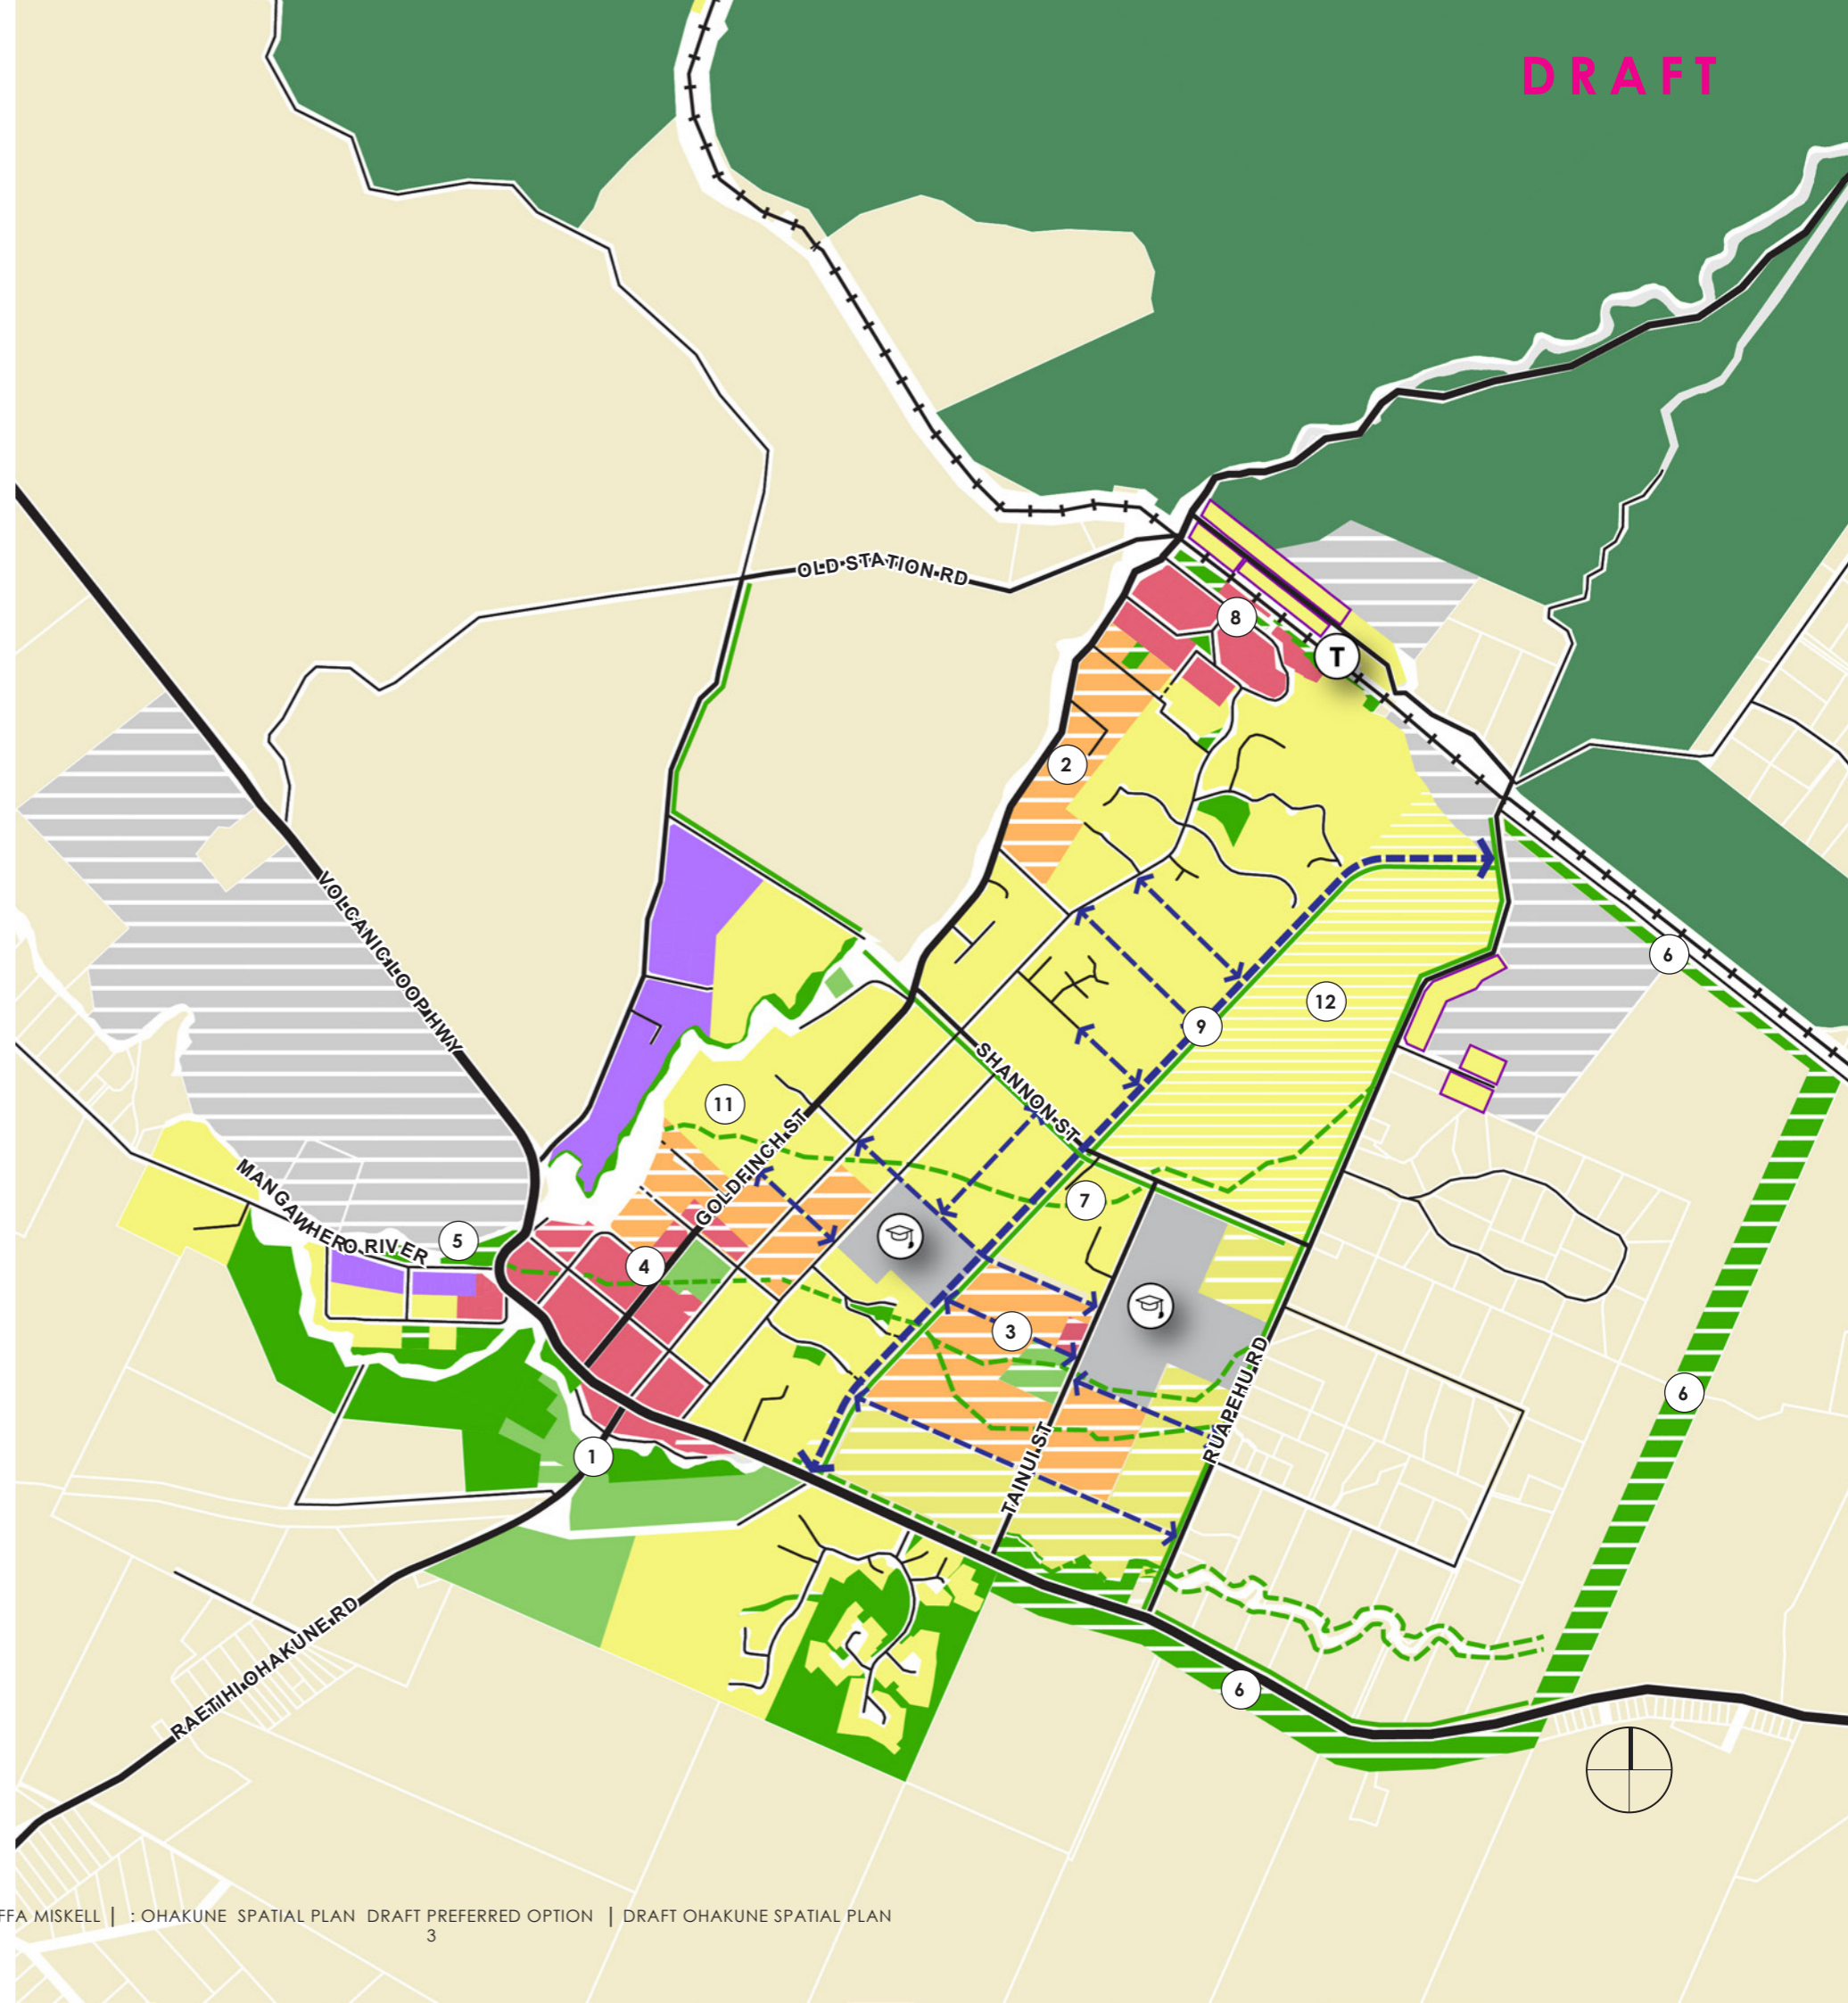 DRAFT
OLD STATION RD
8
T
2
VOLCANIC LOOP HWY
6
12
9
SHANNON ST
11
GOLDFINCH ST
7
MANGAWHERO RIVER
5
4
3
RUAPEHU RD
6
TAINUI ST
1
RAETIHI OHAKUNE RD
6
FFA MISKELL | : OHAKUNE SPATIAL PLAN DRAFT PREFERRED OPTION | DRAFT OHAKUNE SPATIAL PLAN
3